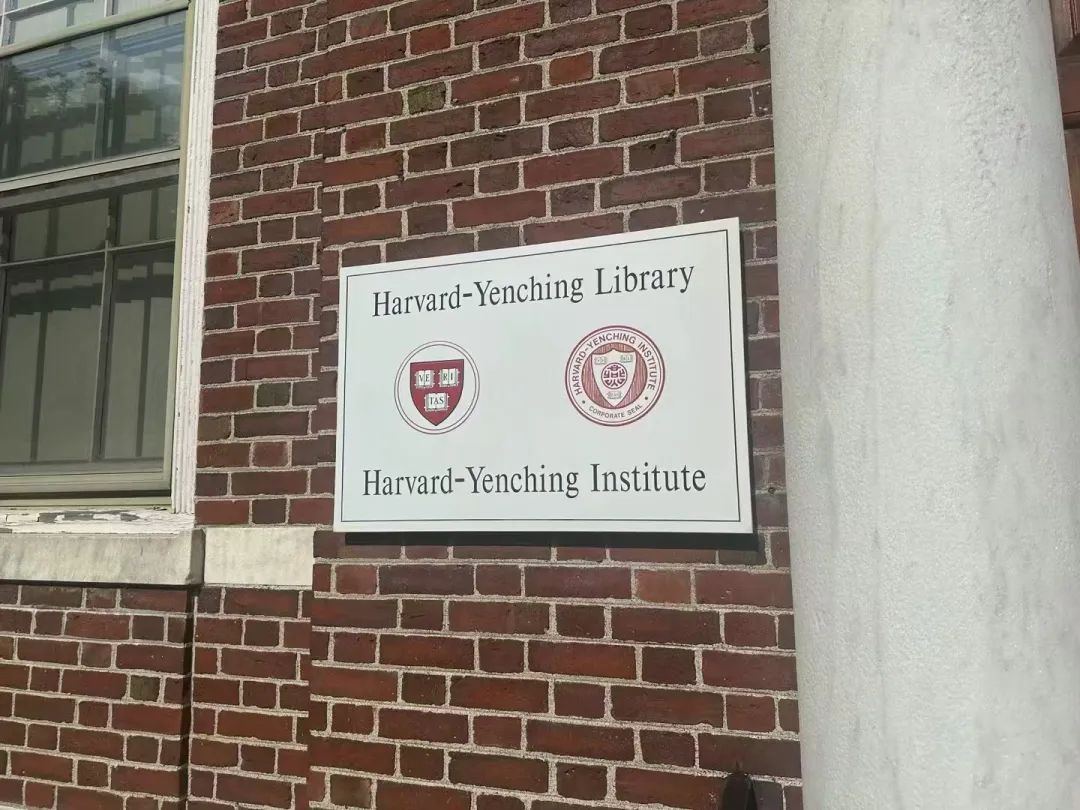 Harvard-Yenching Library
VE RI
TAS
HARVARD-YENCHING INSTITUTE
• CORPORATE SEAL •
Harvard-Yenching Institute